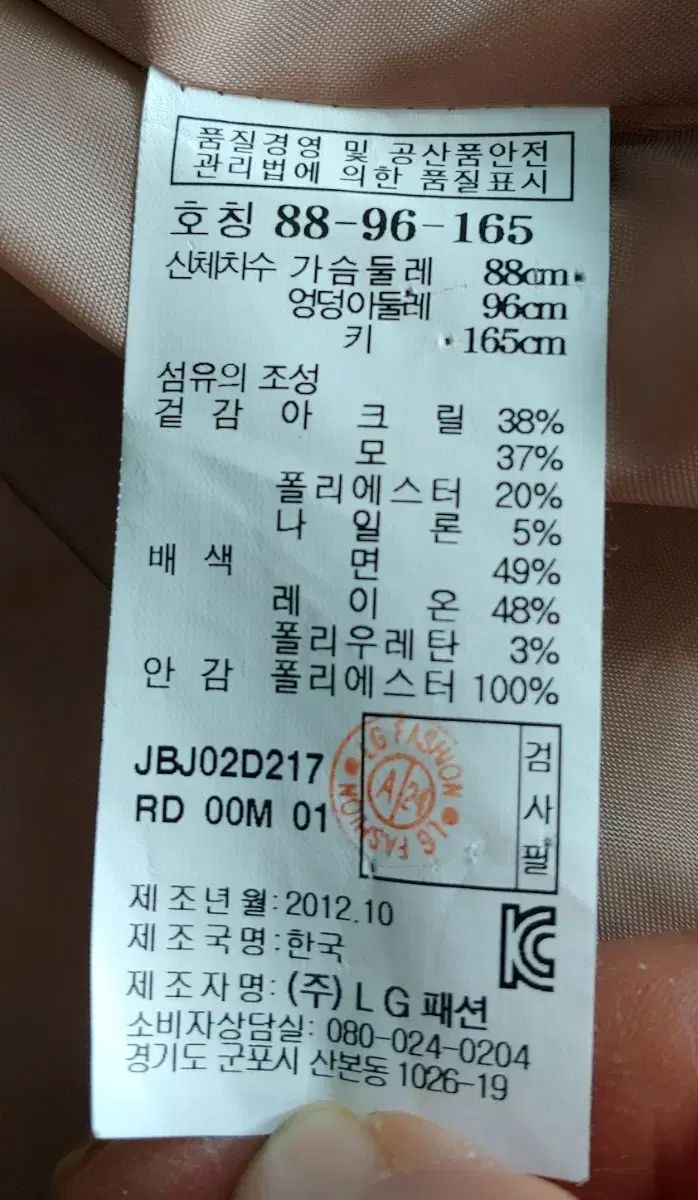 품질경영 및 공산품안전
관리법에 의한 품질표시
호칭 88-96-165
신체치수 가슴둘레 88cm
엉덩이둘레 96cm
키 165cm
섬유의 조성
겉감 아크릴 38%
모 37%
폴리에스터 20%
나일론 5%
배색 면 49%
레이온 48%
폴리우레탄 3%
안감 폴리에스터 100%
JBJ02D217
RD 00M 01
LG FASHION
A/26
LG FASHION
검사필
제조년월:2012.10
제조국명:한국
제조자명: (주) LG패션
소비자상담실: 080-024-0204
경기도 군포시 산본동 1026-19